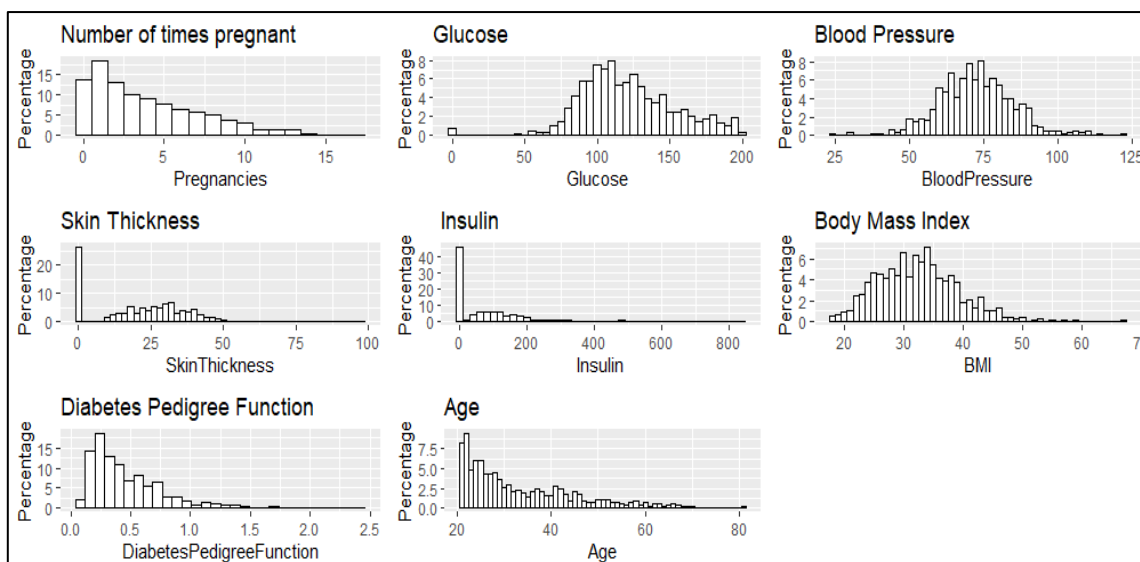 Number of times pregnant
Percentage
15
10
5
0
0 5 10 15
Pregnancies
Glucose
Percentage
8
6
4
2
0
0 50 100 150 200
Glucose
Blood Pressure
Percentage
8
6
4
2
0
25 50 75 100 125
BloodPressure
Skin Thickness
Percentage
20
10
0
0 25 50 75 100
SkinThickness
Insulin
Percentage
40
30
20
10
0
0 200 400 600 800
Insulin
Body Mass Index
Percentage
6
4
2
0
20 30 40 50 60
BMI
Diabetes Pedigree Function
Percentage
15
10
5
0
0.0 0.5 1.0 1.5 2.0 2.5
DiabetesPedigreeFunction
Age
Percentage
7.5
5.0
2.5
0.0
20 40 60 80
Age